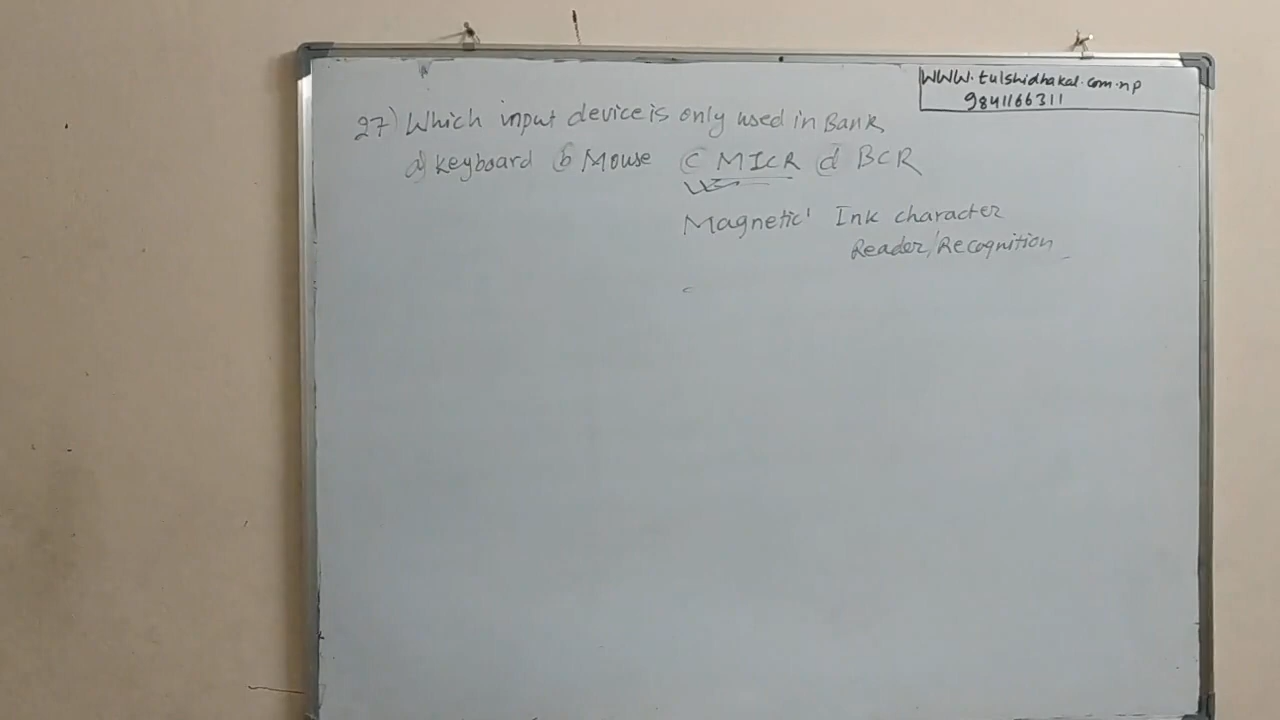 WWW.tulshidhakal.com.np
9841166311
27) Which input device is only used in Bank,
a) Keyboard b) Mouse c MICR d BCR
Magnetic Ink character
Reader/Recognition